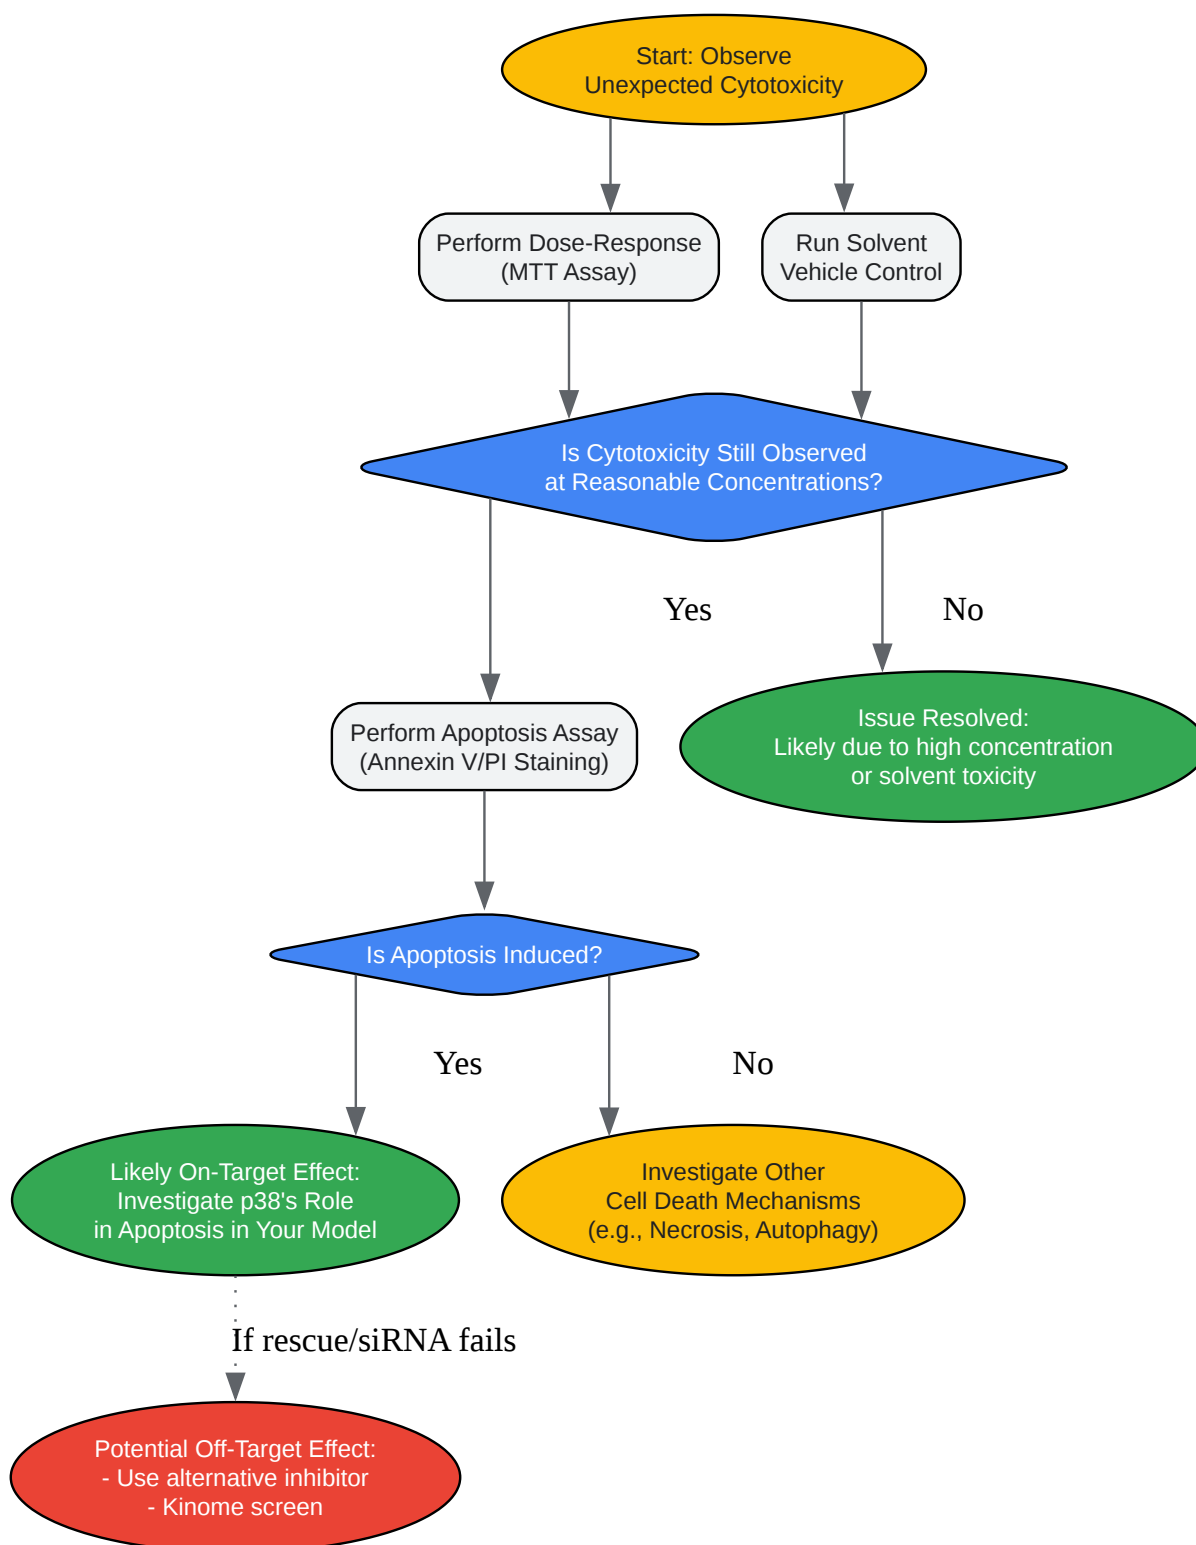 Start: Observe
Unexpected Cytotoxicity
Perform Dose-Response
(MTT Assay)
Run Solvent
Vehicle Control
Is Cytotoxicity Still Observed
at Reasonable Concentrations?
Yes
No
Issue Resolved:
Likely due to high concentration
or solvent toxicity
Perform Apoptosis Assay
(Annexin V/PI Staining)
Is Apoptosis Induced?
Yes
No
Likely On-Target Effect:
Investigate p38's Role
in Apoptosis in Your Model
Investigate Other
Cell Death Mechanisms
(e.g., Necrosis, Autophagy)
If rescue/siRNA fails
Potential Off-Target Effect:
- Use alternative inhibitor
- Kinome screen